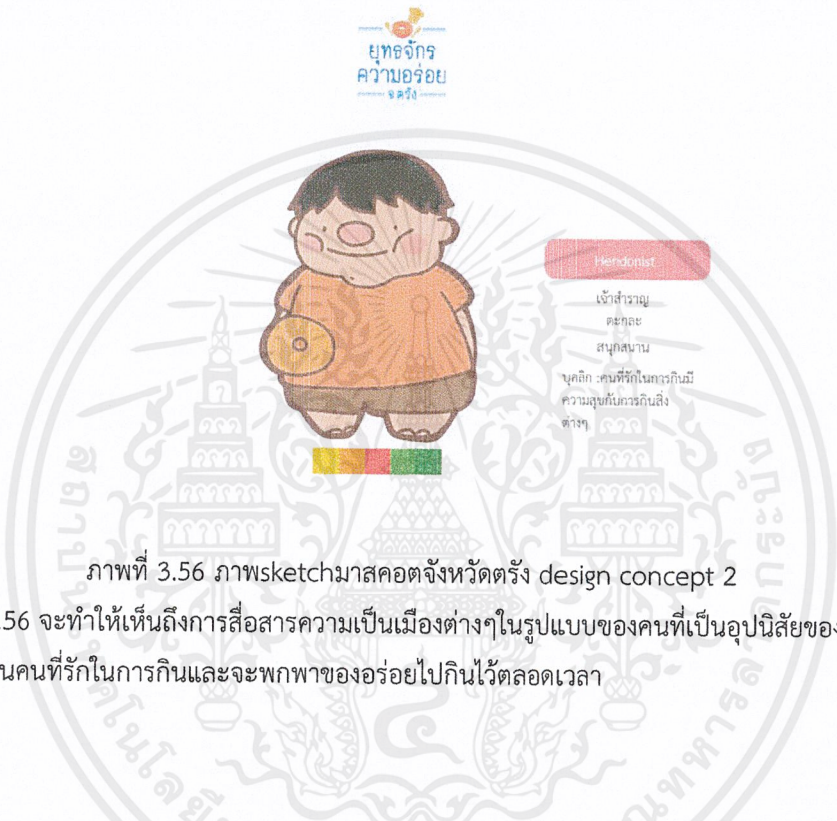 ยุทธจักร
ความอร่อย
จ.ตรัง
Hendonist
เจ้าสำราญ
ตะกละ
สนุกสนาน
บุคลิก :คนที่รักในการกินมี
ความสุขกับการกินสิ่ง
ต่างๆ
ภาพที่ 3.56 ภาพsketchมาสคอตจังหวัดตรัง design concept 2
.56 จะทำให้เห็นถึงการสื่อสารความเป็นเมืองต่างๆในรูปแบบของคนที่เป็นอุปนิสัยของ
นคนที่รักในการกินและจะพกพาของอร่อยไปกินไว้ตลอดเวลา